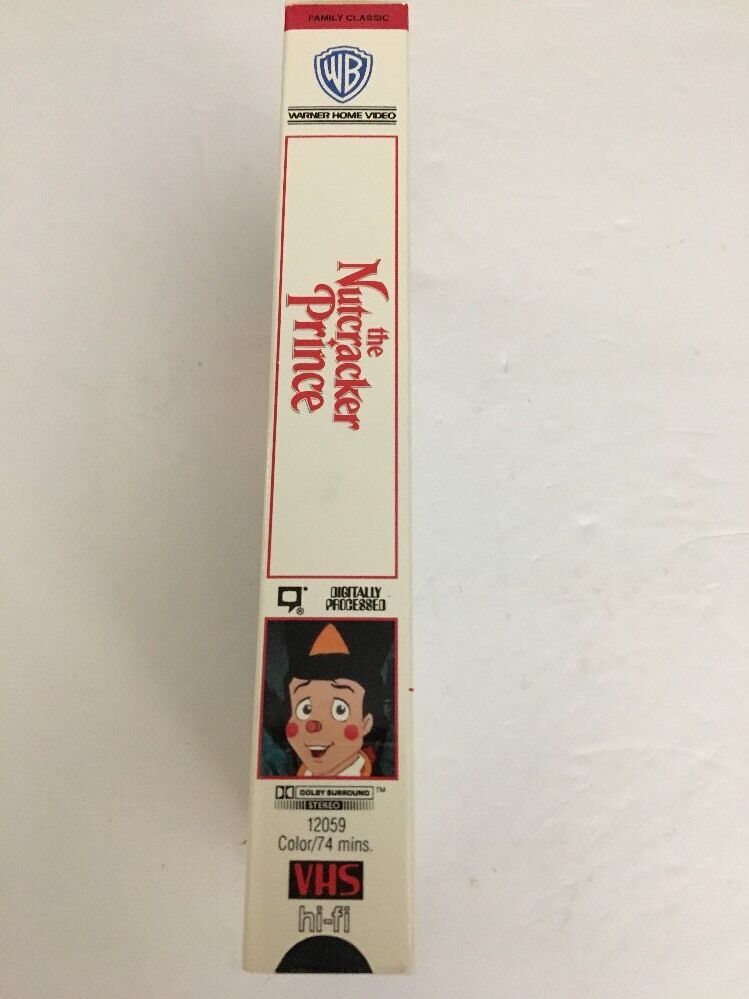 FAMILY CLASSIC
WB
WARNER HOME VIDEO
the
Nutcracker
Prince
®
DIGITALLY
PROCESSED
DOLBY SURROUND ™
STEREO
12059
Color/74 mins.
VHS
hi-fi